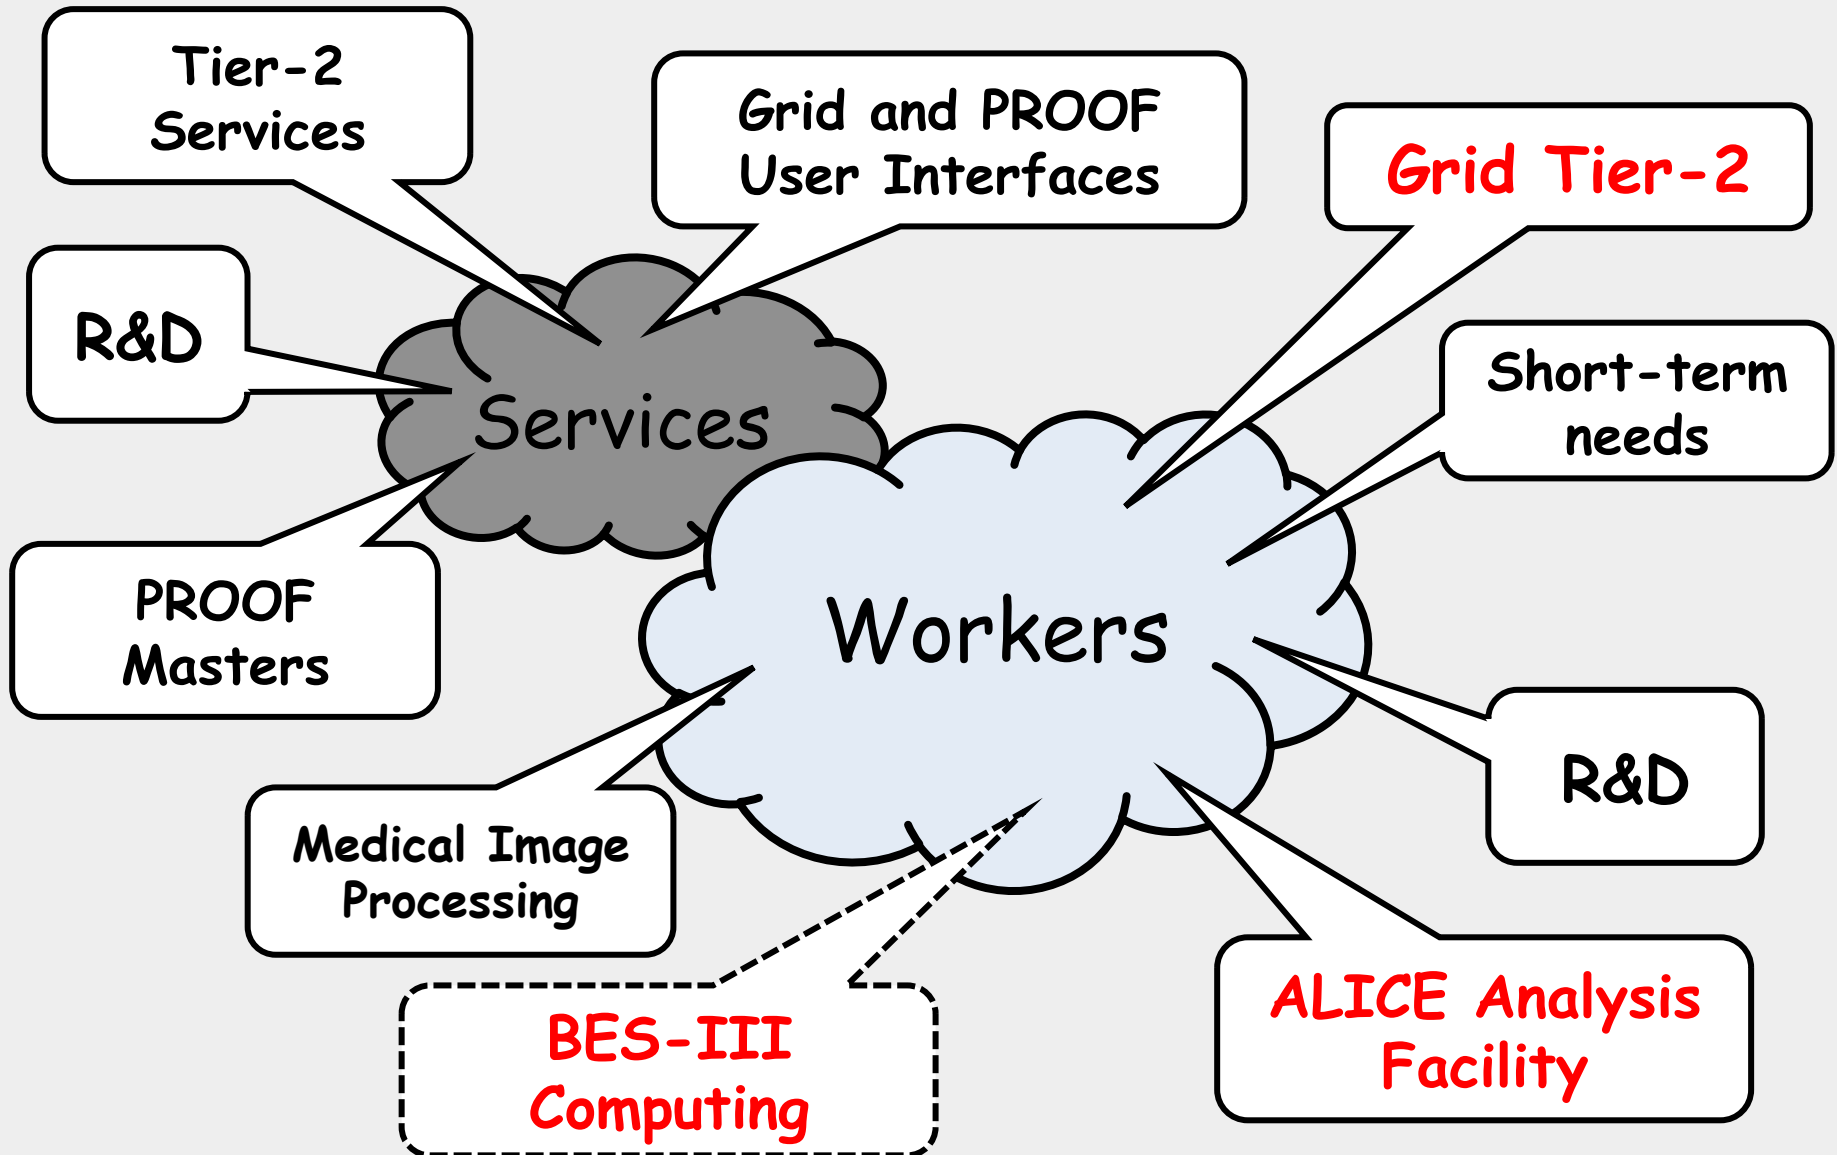 Tier-2
Services
Grid and PROOF
User Interfaces
Grid Tier-2
R&D
Short-term
needs
Services
PROOF
Masters
Workers
R&D
Medical Image
Processing
ALICE Analysis
Facility
BES-III
Computing